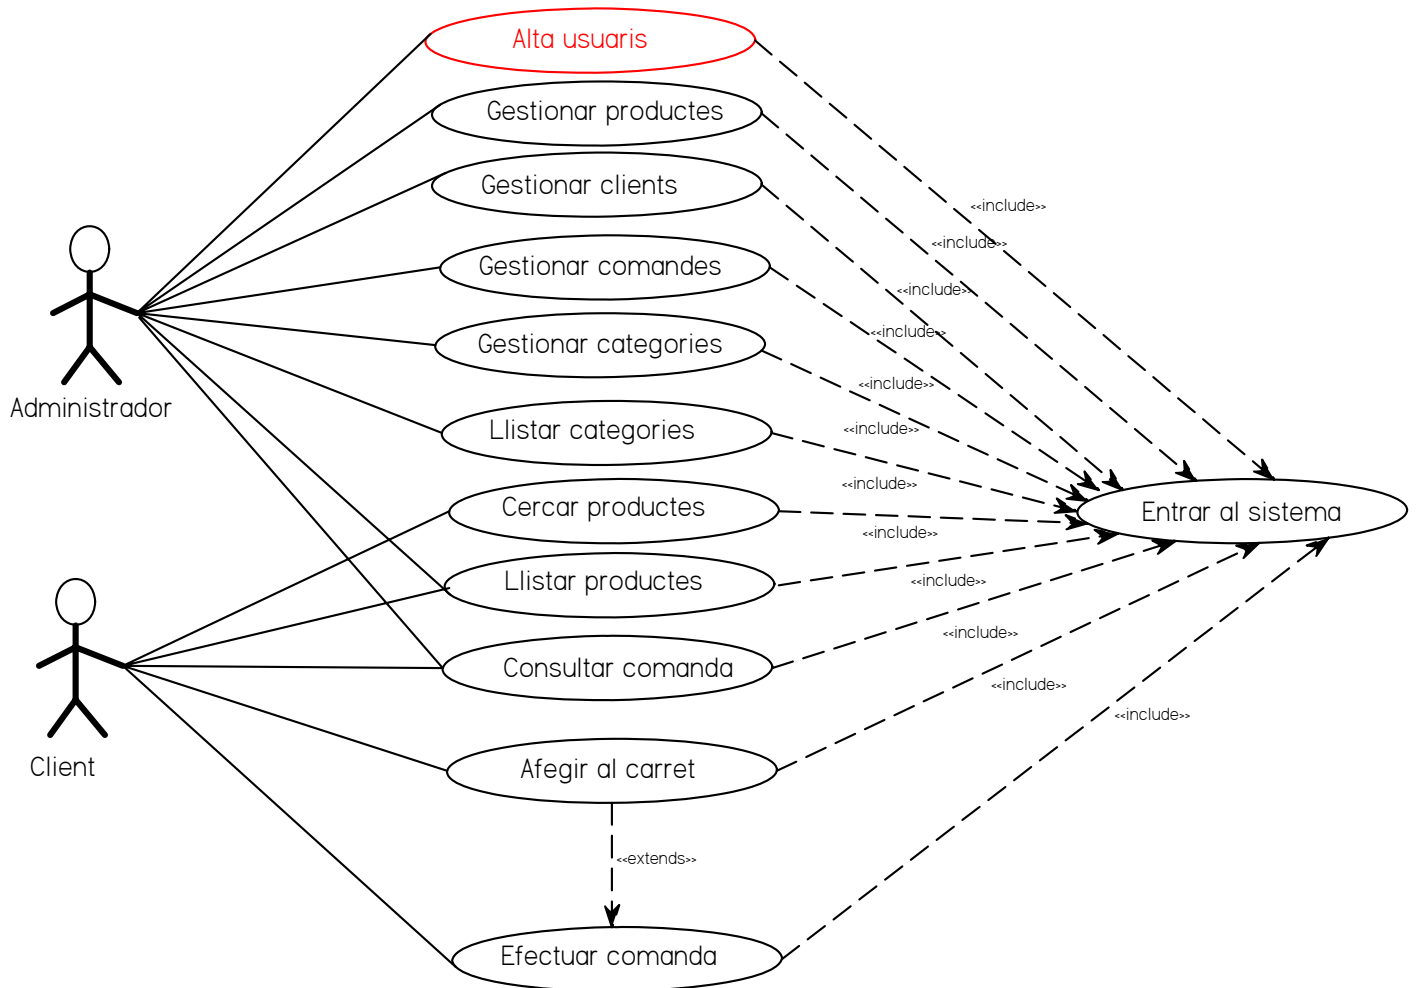 Alta usuaris
Gestionar productes
Gestionar clients
<<include>>
<<include>>
Gestionar comandes
<<include>>
<<include>>
Gestionar categories
<<include>>
Administrador
Llistar categories
<<include>>
<<include>>
Cercar productes
Entrar al sistema
<<include>>
Llistar productes
<<include>>
<<include>>
Consultar comanda
<<include>>
<<include>>
Client
Afegir al carret
<<extends>>
Efectuar comanda